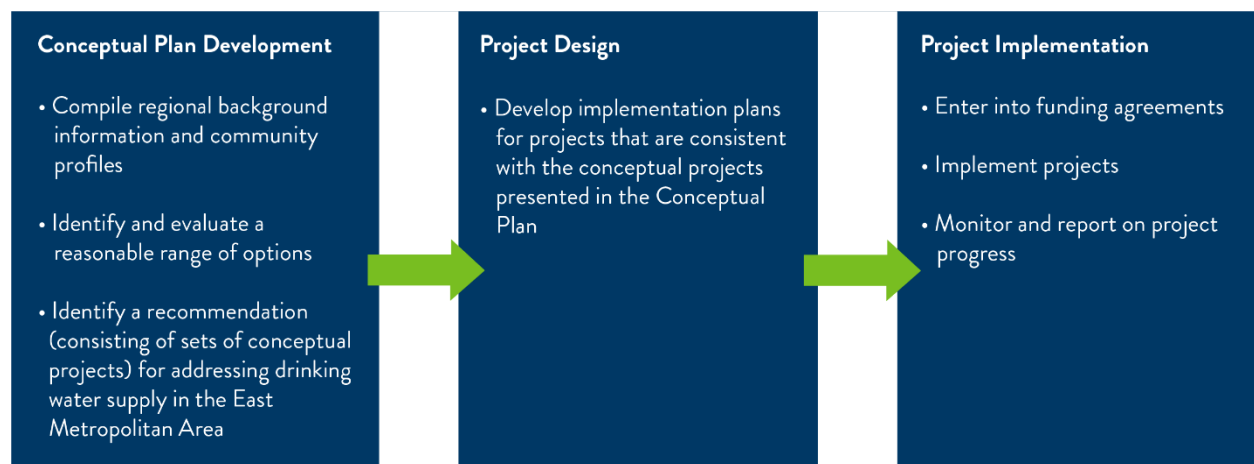 Conceptual Plan Development
• Compile regional background
information and community
profiles
• Identify and evaluate a
reasonable range of options
• Identify a recommendation
(consisting of sets of conceptual
projects) for addressing drinking
water supply in the East
Metropolitan Area
Project Design
• Develop implementation plans
for projects that are consistent
with the conceptual projects
presented in the Conceptual
Plan
Project Implementation
• Enter into funding agreements
• Implement projects
• Monitor and report on project
progress